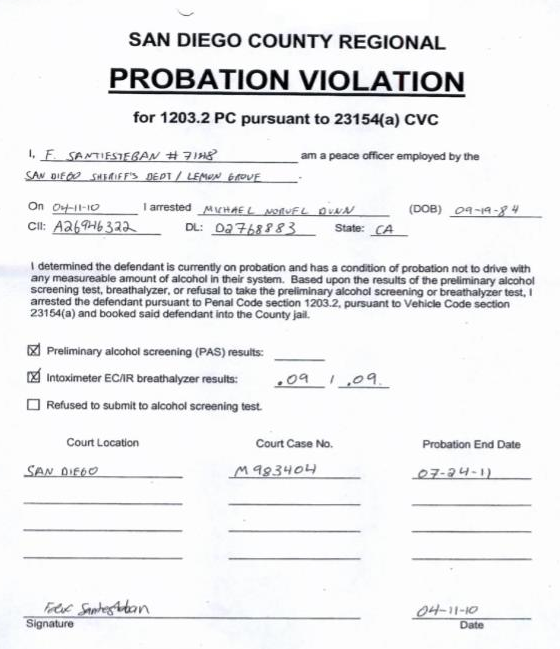 SAN DIEGO COUNTY REGIONAL
PROBATION VIOLATION
for 1203.2 PC pursuant to 23154(a) CVC
I, F. SANTIESTEBAN # 7148 am a peace officer employed by the
SAN DIEGO SHERIFF'S DEPT / LEMON GROVE.
On 04-11-10 I arrested MICHAEL NORVEL DUNN (DOB) 09-19-84
CII: A26946322 DL: D2768883 State: CA
I determined the defendant is currently on probation and has a condition of probation not to drive with
any measureable amount of alcohol in their system. Based upon the results of the preliminary alcohol
screening test, breathalyzer, or refusal to take the preliminary alcohol screening or breathalyzer test, I
arrested the defendant pursuant to Penal Code section 1203.2, pursuant to Vehicle Code section
23154(a) and booked said defendant into the County jail.
Preliminary alcohol screening (PAS) results:
Intoximeter EC/IR breathalyzer results: .09 / .09.
Refused to submit to alcohol screening test.
Court Location Court Case No. Probation End Date
SAN DIEGO M983404 07-24-11
Felix Santiesteban 04-11-10
Signature Date